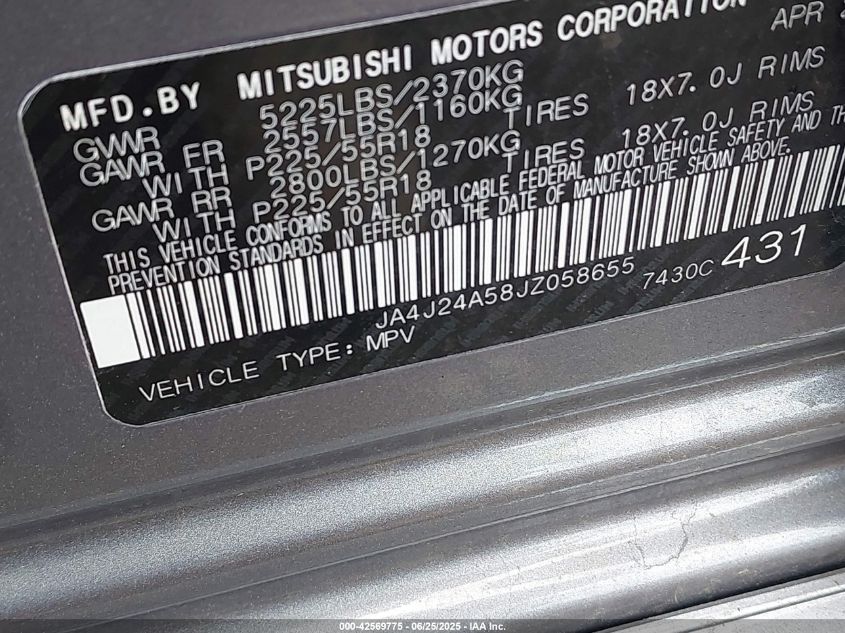 MFD.BY MITSUBISHI MOTORS CORPORATION APR
GVWR 5225LBS/2370KG
GAWR FR 2557LBS/1160KG
WITH P225/55R18 TIRES 18X7.0J RIMS
GAWR RR 2800LBS/1270KG
WITH P225/55R18 TIRES 18X7.0J RIMS
THIS VEHICLE CONFORMS TO ALL APPLICABLE FEDERAL MOTOR VEHICLE SAFETY AND TH
PREVENTION STANDARDS IN EFFECT ON THE DATE OF MANUFACTURE SHOWN ABOVE.
JA4J24A58JZ058655 7430C 431
VEHICLE TYPE: MPV
000-42569775 - 06/25/2025 - IAA Inc.